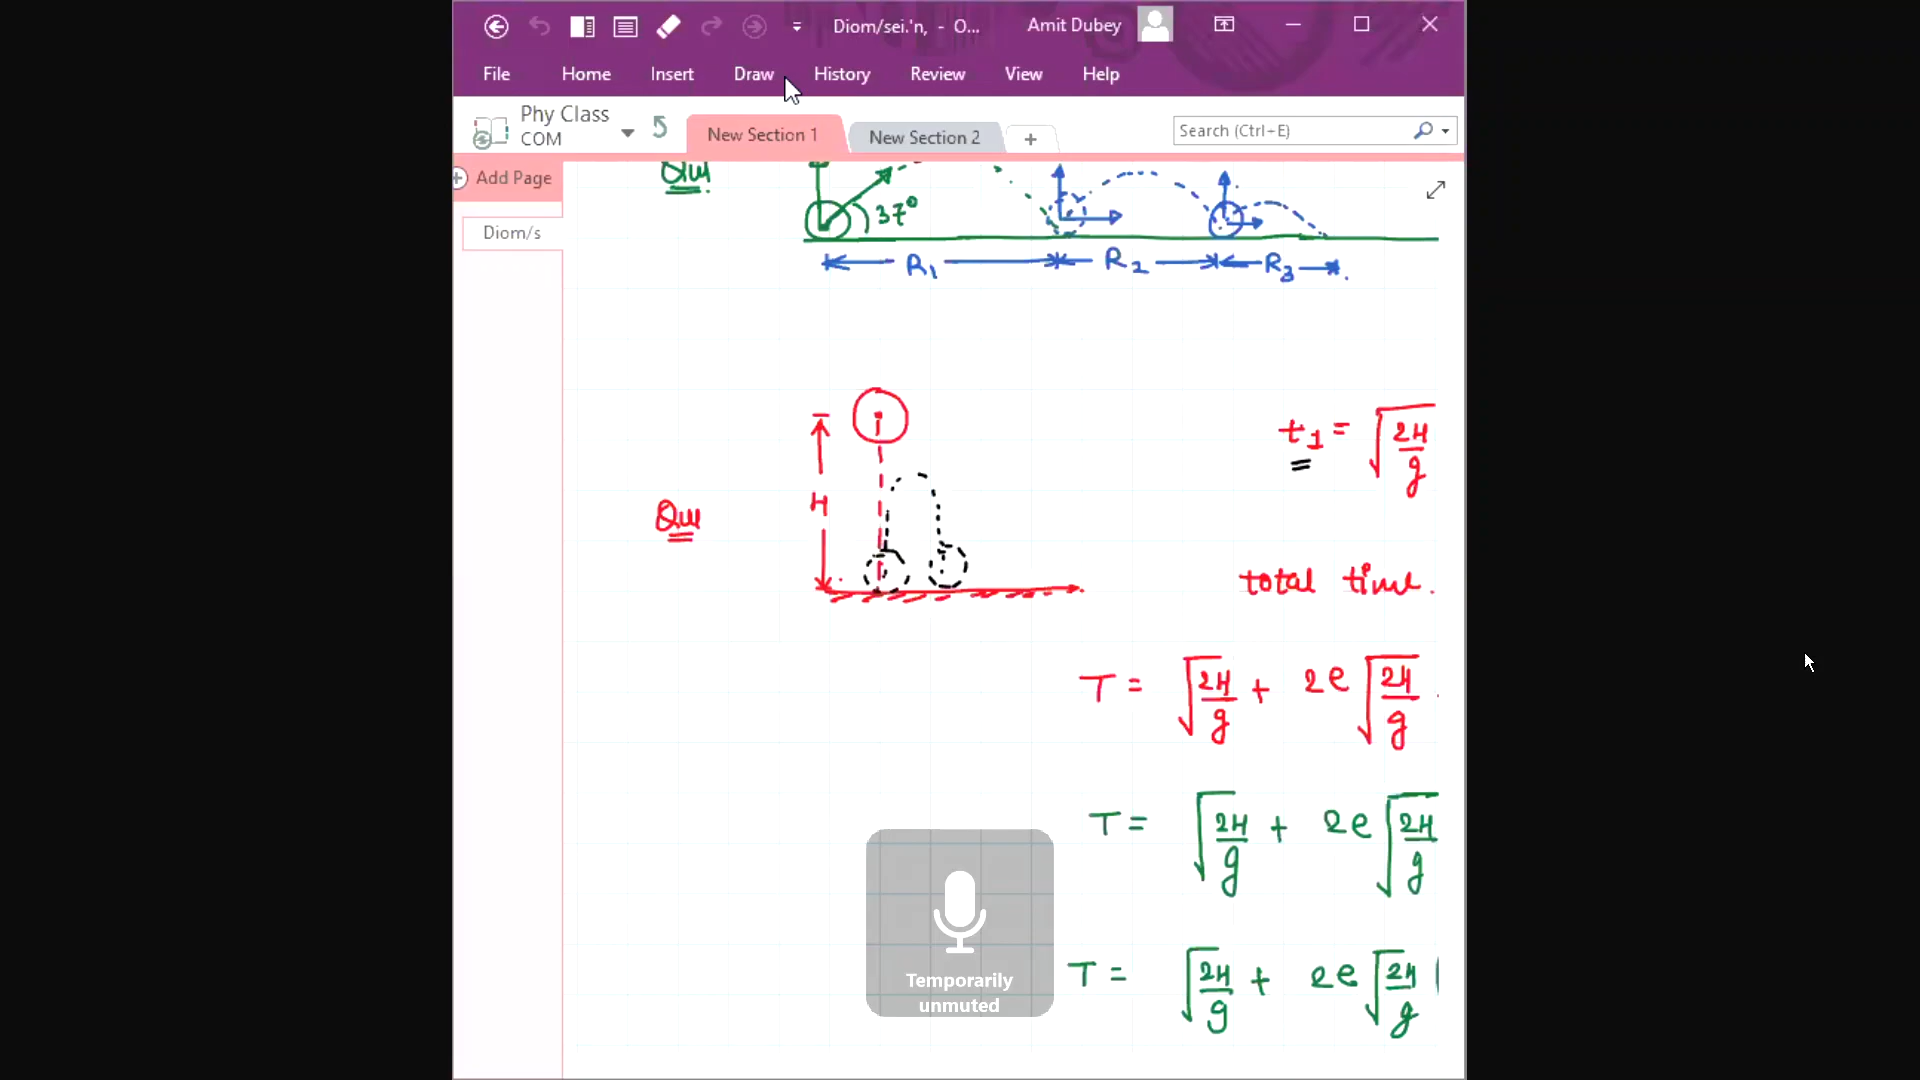 Diom/sei.'n, - O...
Amit Dubey
File Home Insert Draw History Review View Help
Phy Class
COM
New Section 1
New Section 2
+
Search (Ctrl+E)
Add Page
Diom/s
Que
37°
R₁ R₂ R₃
t₁ = √(2H/g)
H
Que
total time.
T = √(2H/g) + 2e √(2H/g)
T = √(2H/g) + 2e √(2H/g)
Temporarily
unmuted
T = √(2H/g) + 2e √(2H/g)